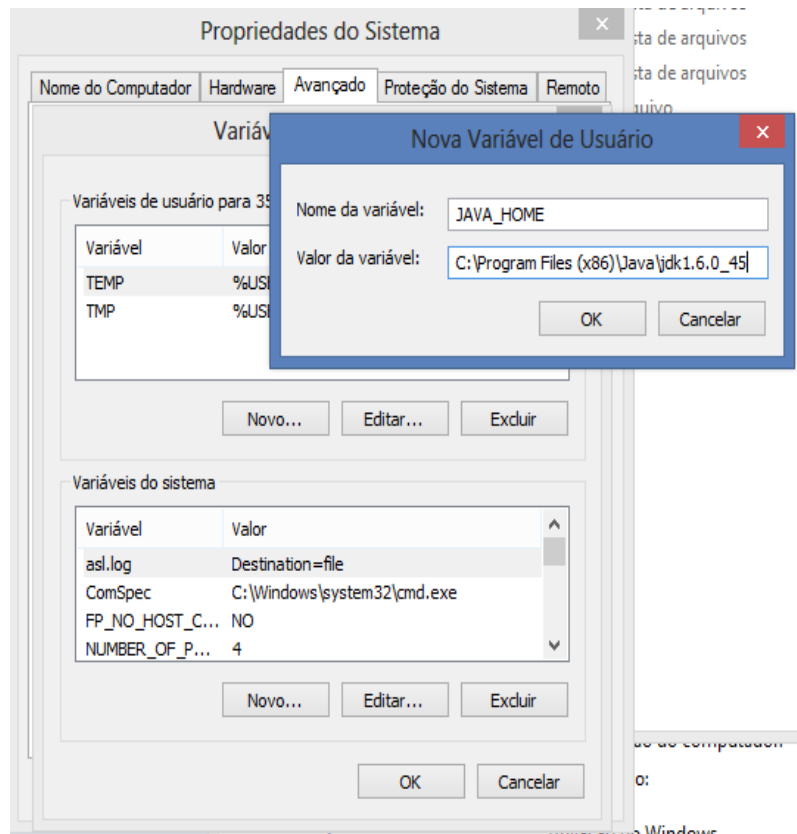 Propriedades do Sistema
sta de arquivos
sta de arquivos
Nome do Computador Hardware Avançado Proteção do Sistema Remoto
Nova Variável de Usuário
Variáveis de usuário para
Nome da variável: JAVA_HOME
Valor da variável: C:\Program Files (x86)\Java\jdk1.6.0_45
OK Cancelar
Variável Valor
TEMP
TMP
Novo... Editar... Excluir
Variáveis do sistema
Variável Valor
asl.log Destination=file
ComSpec C:\Windows\system32\cmd.exe
FP_NO_HOST_C... NO
NUMBER_OF_P... 4
Novo... Editar... Excluir
OK Cancelar
o:
Windows